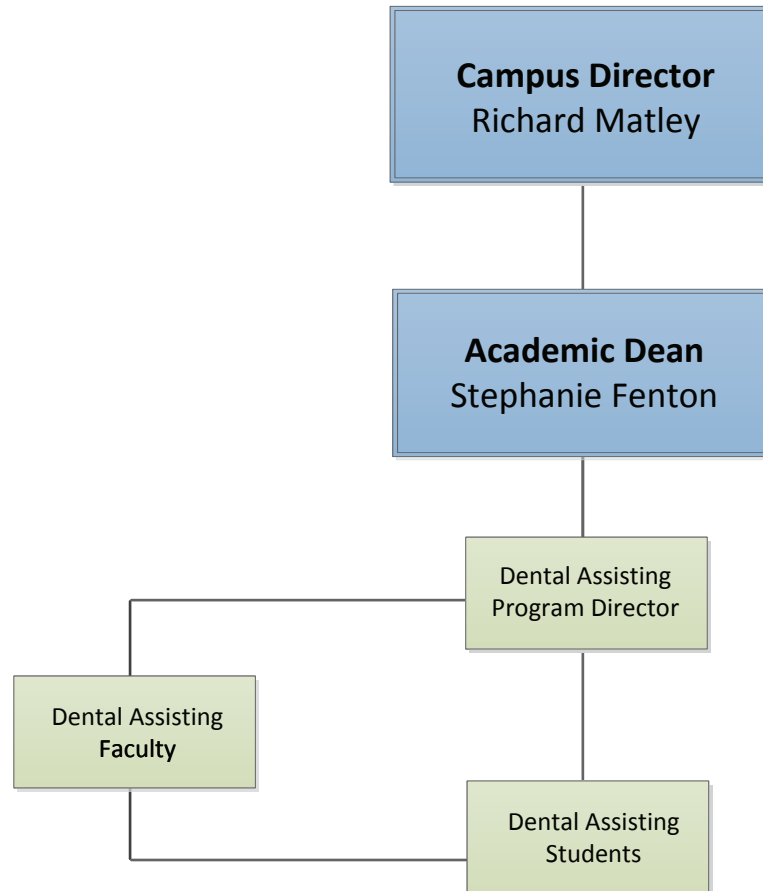 Campus Director
Richard Matley
Academic Dean
Stephanie Fenton
Dental Assisting
Program Director
Dental Assisting
Faculty
Dental Assisting
Students